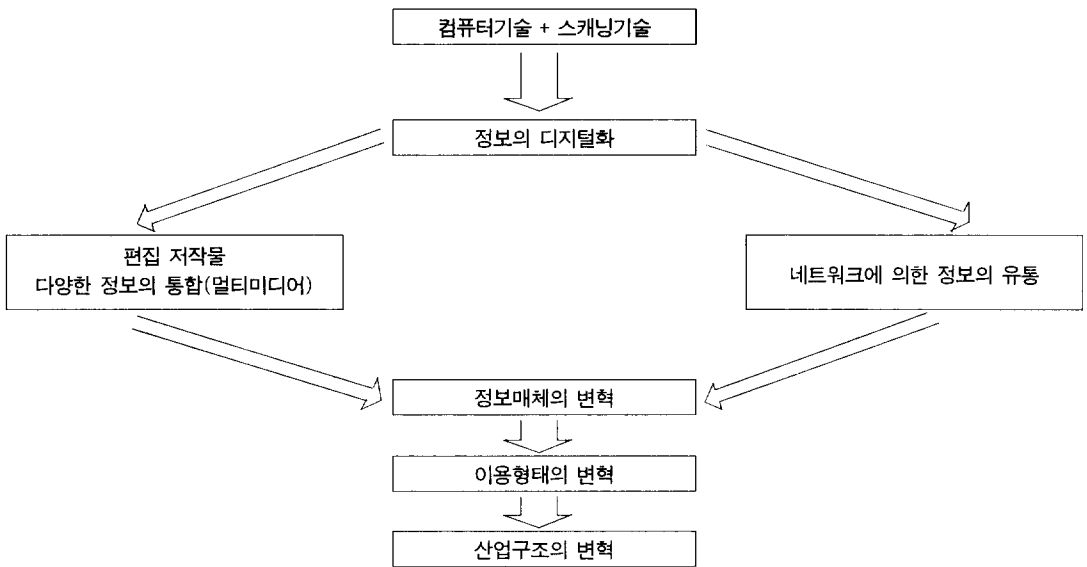 컴퓨터기술 + 스캐닝기술
정보의 디지털화
편집 저작물
다양한 정보의 통합(멀티미디어)
네트워크에 의한 정보의 유통
정보매체의 변혁
이용형태의 변혁
산업구조의 변혁